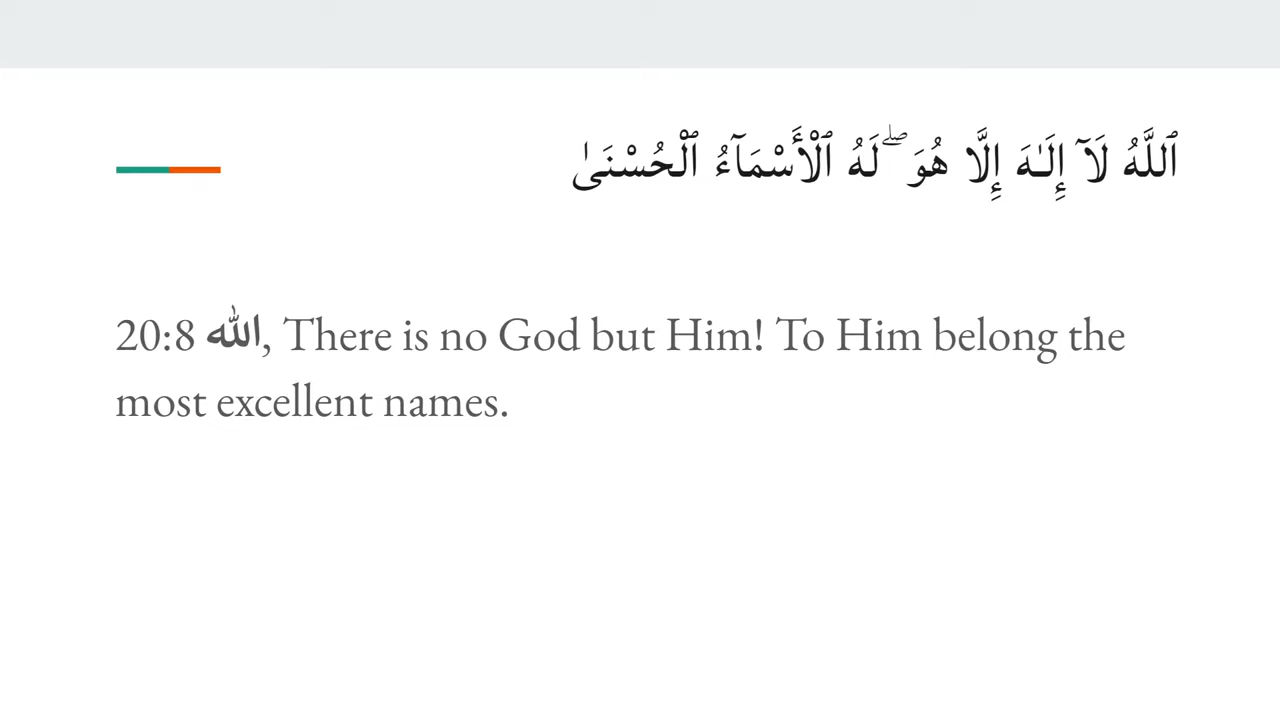 ٱللَّهُ لَآ إِلَـٰهَ إِلَّا هُوَ ۖ لَهُ ٱلْأَسْمَآءُ ٱلْحُسْنَىٰ
20:8 الله, There is no God but Him! To Him belong the
most excellent names.